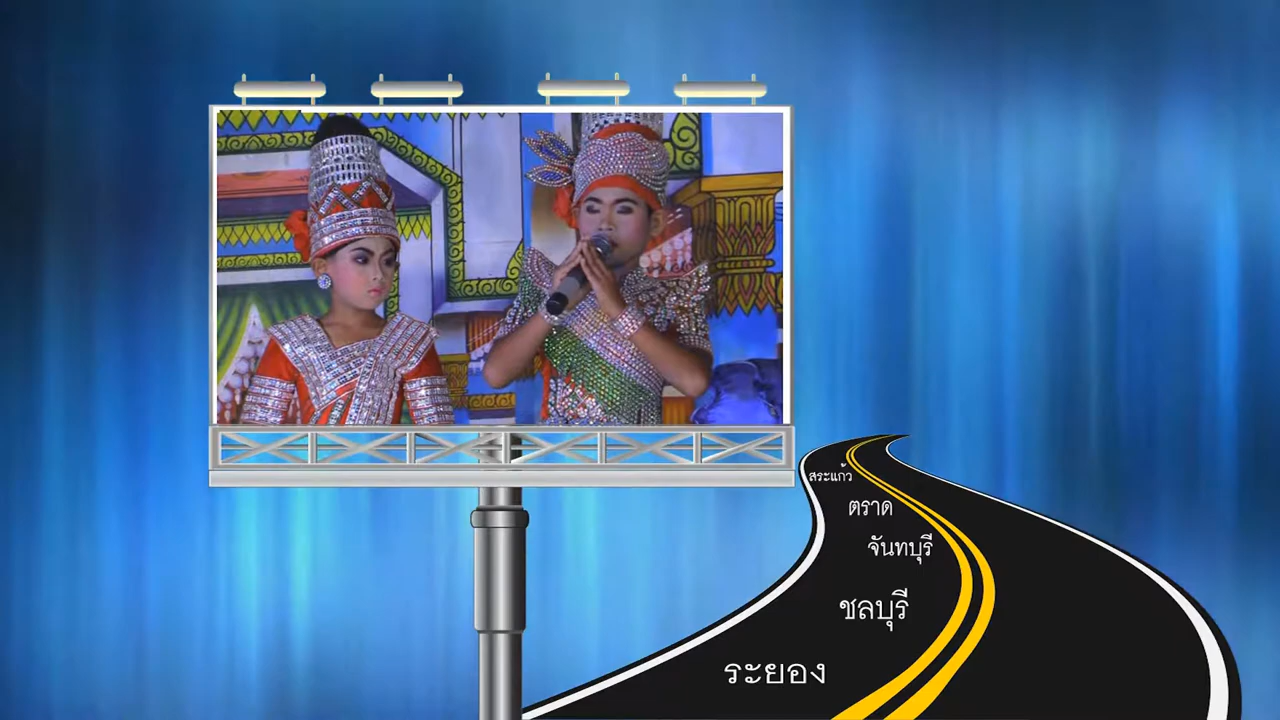 สระแก้ว
ตราด
จันทบุรี
ชลบุรี
ระยอง